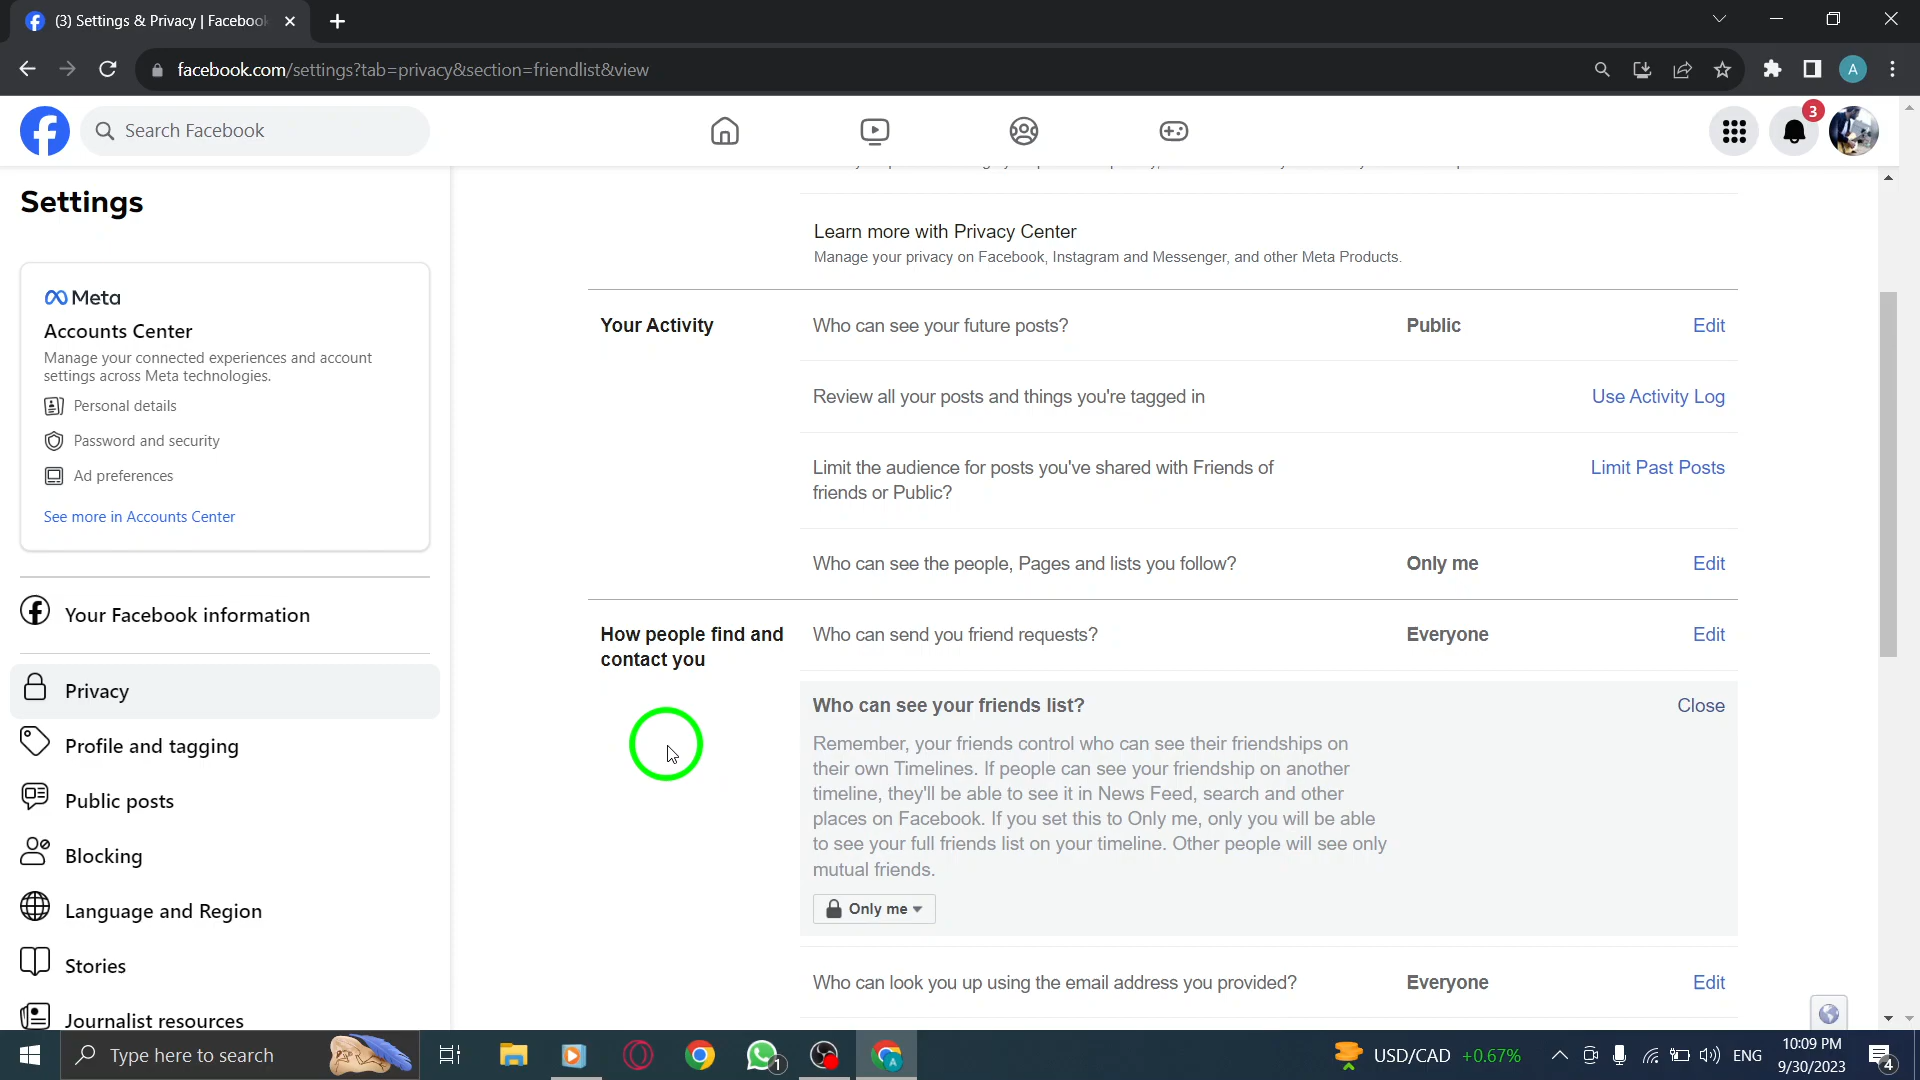 (3) Settings & Privacy | Facebook
facebook.com/settings?tab=privacy&section=friendlist&view
A
Search Facebook
3
Settings
Meta
Accounts Center
Manage your connected experiences and account
settings across Meta technologies.
Personal details
Password and security
Ad preferences
See more in Accounts Center
Your Facebook information
Privacy
Profile and tagging
Public posts
Blocking
Language and Region
Stories
Journalist resources
Learn more with Privacy Center
Manage your privacy on Facebook, Instagram and Messenger, and other Meta Products.
Your Activity
Who can see your future posts? Public Edit
Review all your posts and things you're tagged in Use Activity Log
Limit the audience for posts you've shared with Friends of
friends or Public?
Limit Past Posts
Who can see the people, Pages and lists you follow? Only me Edit
How people find and
contact you
Who can send you friend requests? Everyone Edit
Who can see your friends list? Close
Remember, your friends control who can see their friendships on
their own Timelines. If people can see your friendship on another
timeline, they'll be able to see it in News Feed, search and other
places on Facebook. If you set this to Only me, only you will be able
to see your full friends list on your timeline. Other people will see only
mutual friends.
Only me
Who can look you up using the email address you provided? Everyone Edit
Type here to search
1
A
USD/CAD +0.67%
ENG
10:09 PM
9/30/2023
4